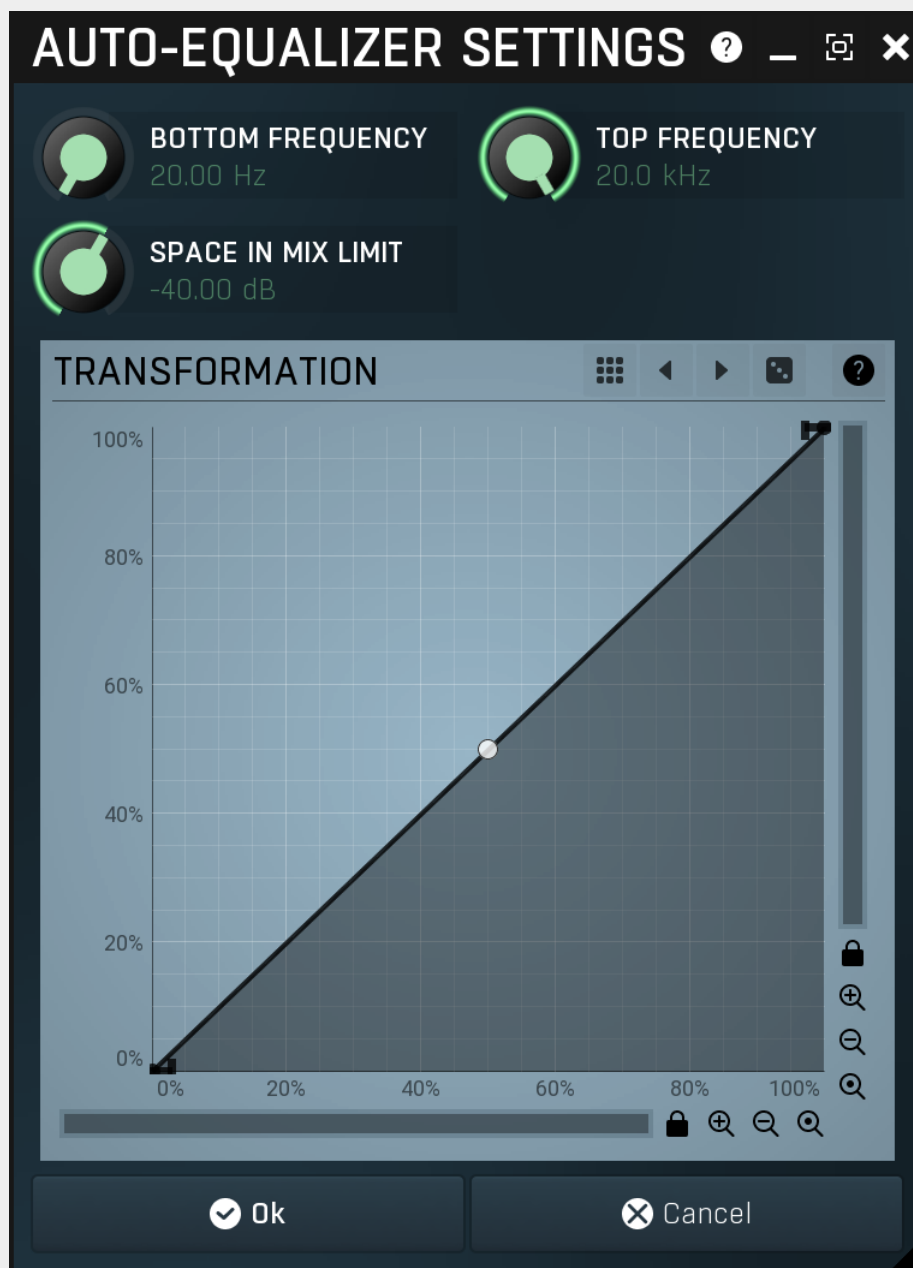 AUTO-EQUALIZER SETTINGS
BOTTOM FREQUENCY
20.00 Hz
TOP FREQUENCY
20.0 kHz
SPACE IN MIX LIMIT
-40.00 dB
TRANSFORMATION
100%
80%
60%
40%
20%
0%
0% 20% 40% 60% 80% 100%
Ok
Cancel